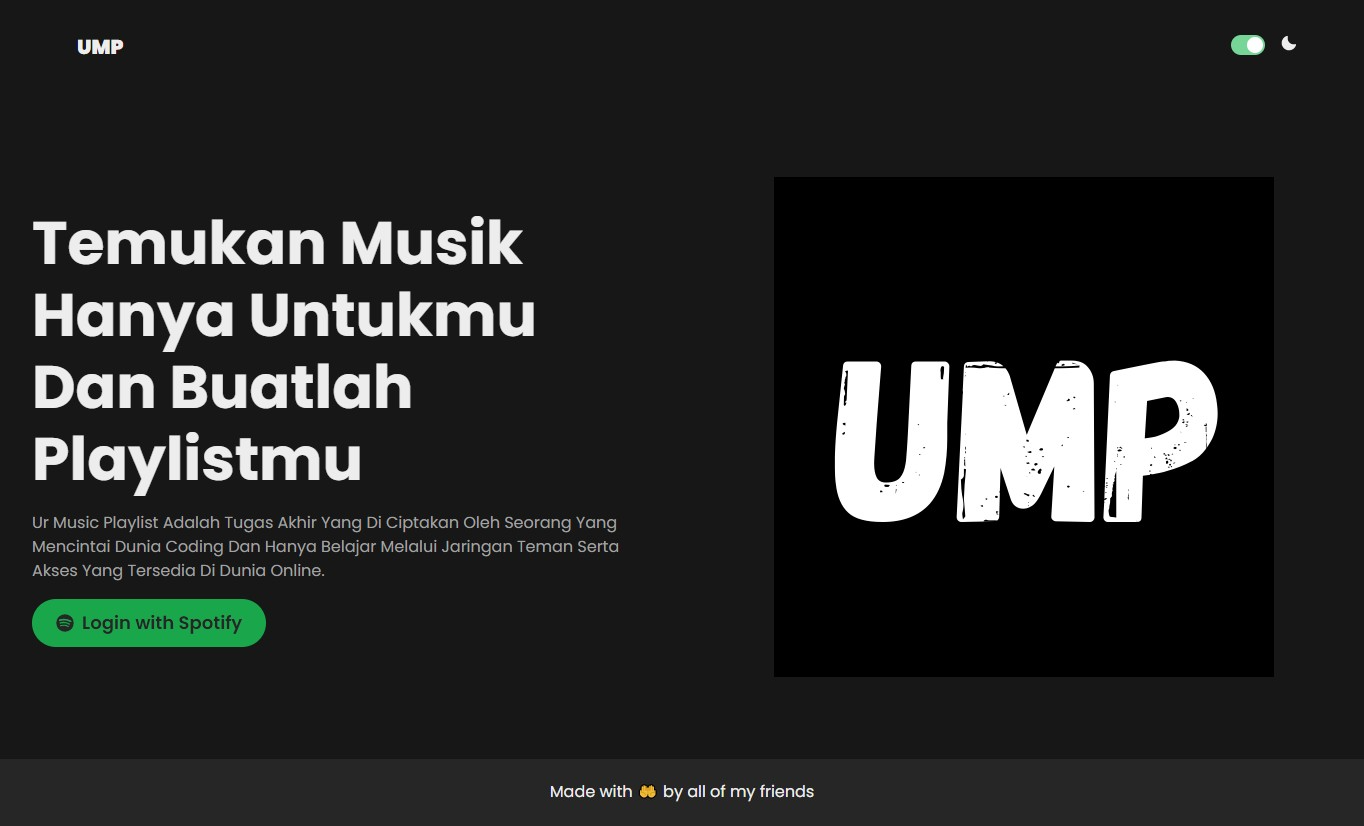 UMP
Temukan Musik
Hanya Untukmu
Dan Buatlah
Playlistmu
Ur Music Playlist Adalah Tugas Akhir Yang Di Ciptakan Oleh Seorang Yang
Mencintai Dunia Coding Dan Hanya Belajar Melalui Jaringan Teman Serta
Akses Yang Tersedia Di Dunia Online.
Login with Spotify
UMP
Made with 🤲 by all of my friends